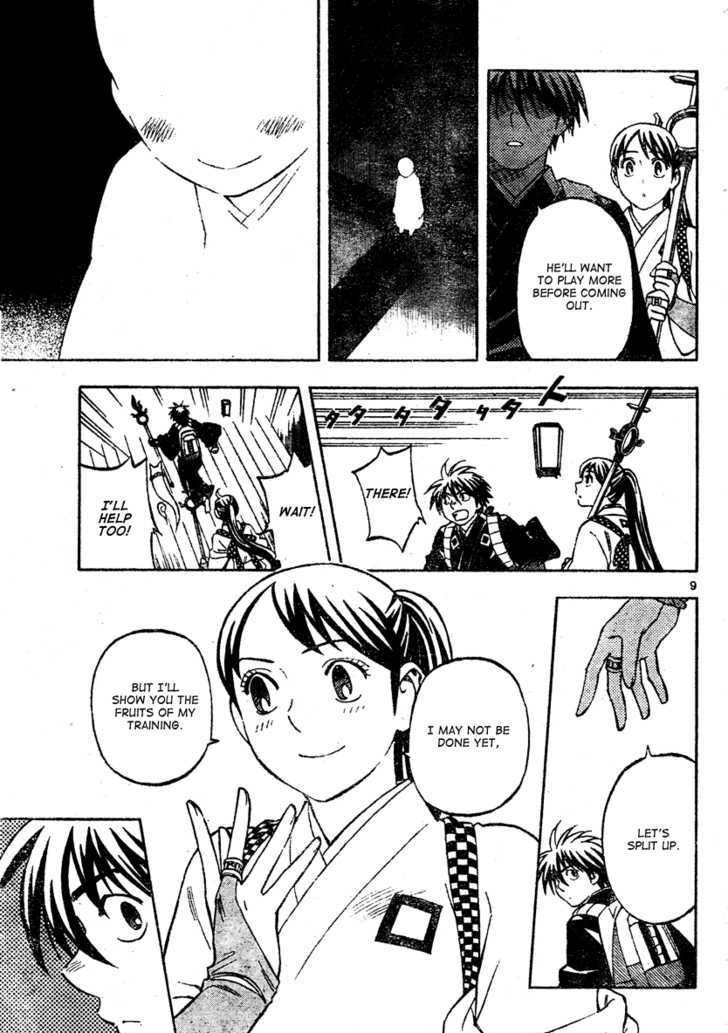 HE'LL WANT
TO PLAY MORE
BEFORE COMING
OUT.
タタタタタタッ
THERE!
WAIT!
I'LL
HELP
TOO!
9
LET'S
SPLIT UP.
I MAY NOT BE
DONE YET,
BUT I'LL
SHOW YOU THE
FRUITS OF MY
TRAINING.